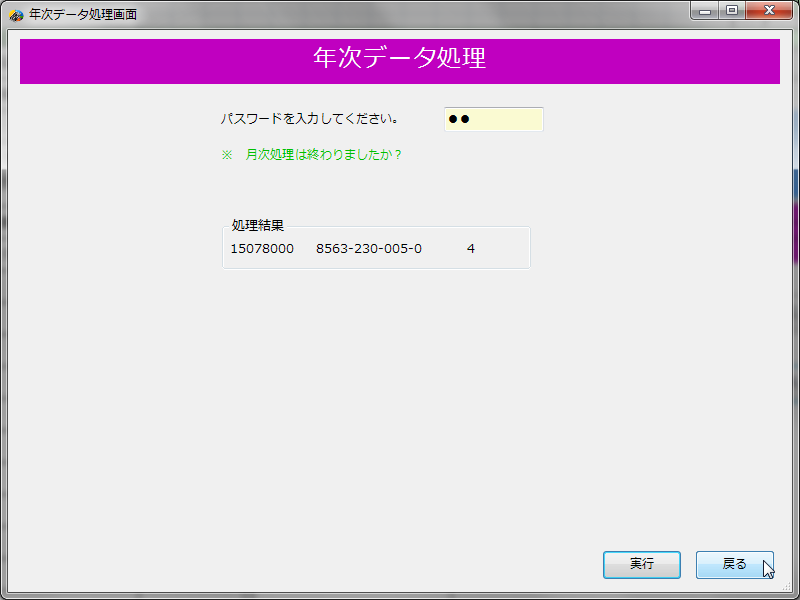 年次データ処理画面
年次データ処理
パスワードを入力してください。 ●●
※ 月次処理は終わりましたか？
処理結果
15078000 8563-230-005-0 4
実行 戻る